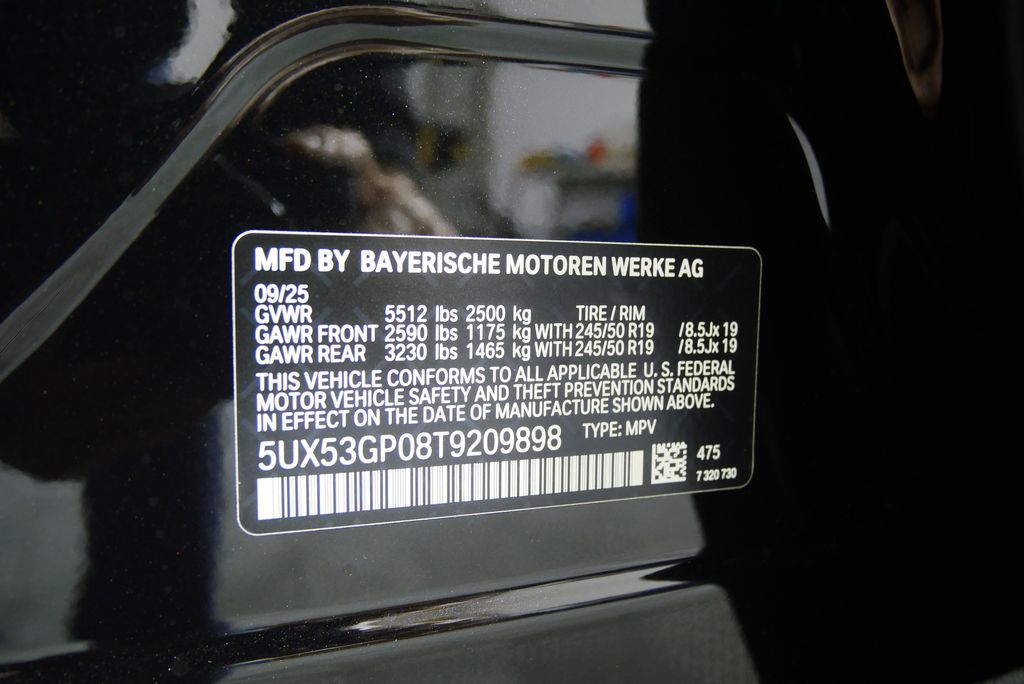 MFD BY BAYERISCHE MOTOREN WERKE AG
09/25
GVWR 5512 lbs 2500 kg TIRE / RIM
GAWR FRONT 2590 lbs 1175 kg WITH 245/50 R19 /8.5Jx 19
GAWR REAR 3230 lbs 1465 kg WITH 245/50 R19 /8.5Jx 19
THIS VEHICLE CONFORMS TO ALL APPLICABLE U. S. FEDERAL
MOTOR VEHICLE SAFETY AND THEFT PREVENTION STANDARDS
IN EFFECT ON THE DATE OF MANUFACTURE SHOWN ABOVE.
5UX53GP08T9209898 TYPE: MPV
475
7 320 730